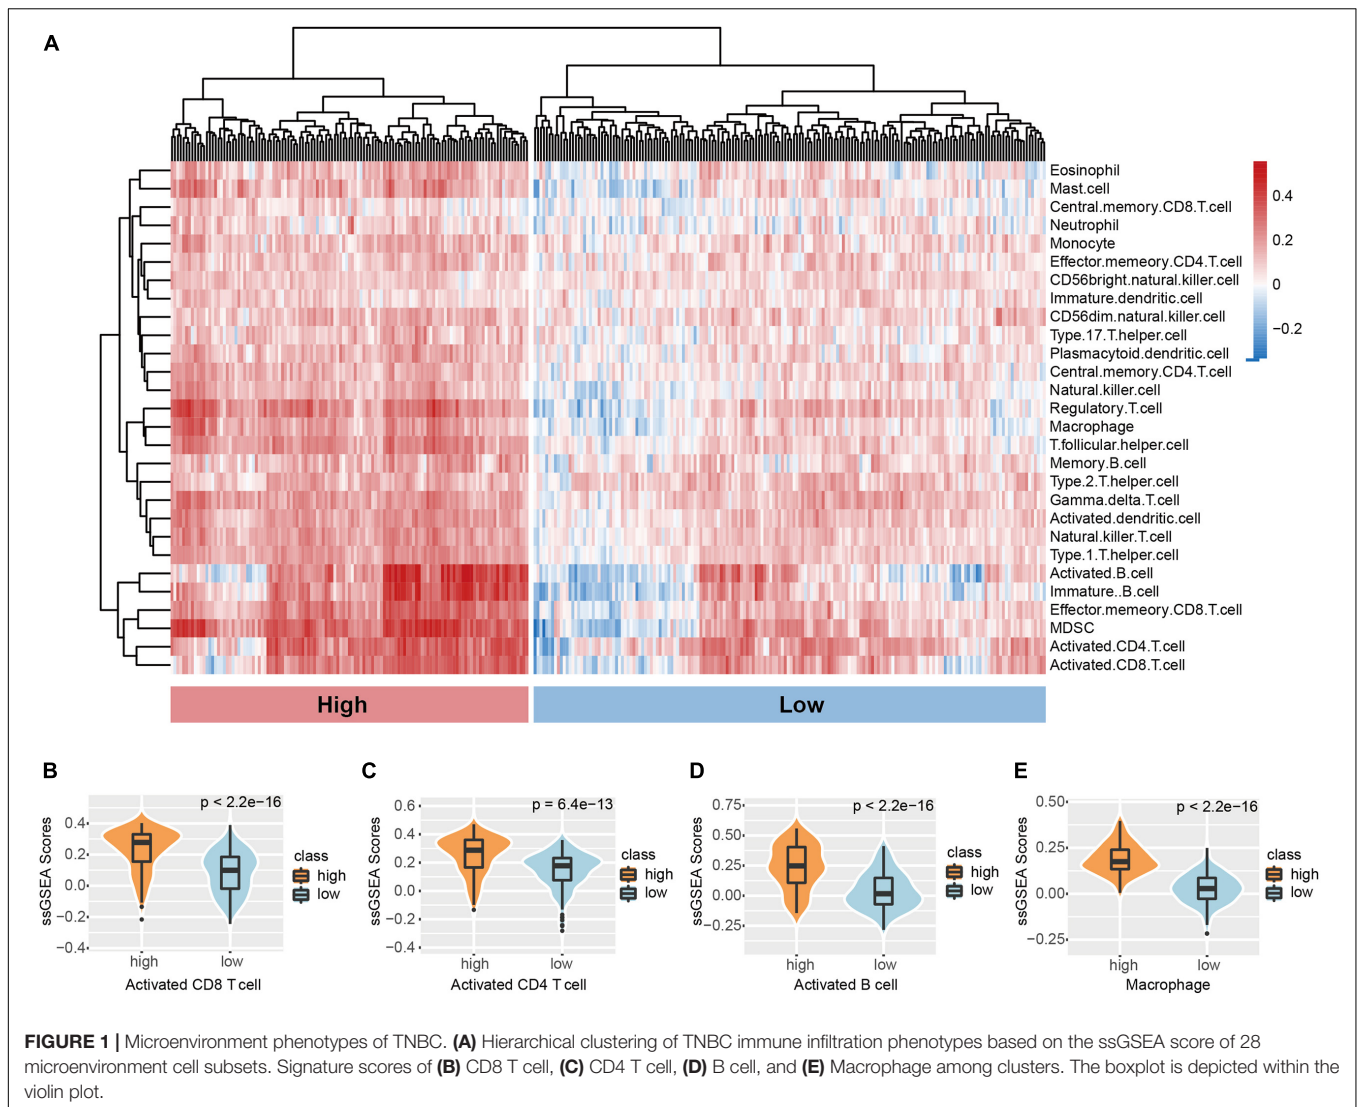 A
Eosinophil
Mast.cell
Central.memory.CD8.T.cell
Neutrophil
Monocyte
Effector.memeory.CD4.T.cell
CD56bright.natural.killer.cell
Immature.dendritic.cell
CD56dim.natural.killer.cell
Type.17.T.helper.cell
Plasmacytoid.dendritic.cell
Central.memory.CD4.T.cell
Natural.killer.cell
Regulatory.T.cell
Macrophage
T.follicular.helper.cell
Memory.B.cell
Type.2.T.helper.cell
Gamma.delta.T.cell
Activated.dendritic.cell
Natural.killer.T.cell
Type.1.T.helper.cell
Activated.B.cell
Immature..B.cell
Effector.memeory.CD8.T.cell
MDSC
Activated.CD4.T.cell
Activated.CD8.T.cell
0.4
0.2
0
−0.2
High
Low
B
ssGSEA Scores
0.4
0.2
0.0
−0.2
−0.4
p < 2.2e−16
high
low
Activated CD8 T cell
class
high
low
C
ssGSEA Scores
0.6
0.4
0.2
0.0
−0.2
−0.4
p = 6.4e−13
high
low
Activated CD4 T cell
class
high
low
D
ssGSEA Scores
0.75
0.50
0.25
0.00
−0.25
p < 2.2e−16
high
low
Activated B cell
class
high
low
E
ssGSEA Scores
0.50
0.25
0.00
−0.25
p < 2.2e−16
high
low
Macrophage
class
high
low
FIGURE 1 | Microenvironment phenotypes of TNBC. (A) Hierarchical clustering of TNBC immune infiltration phenotypes based on the ssGSEA score of 28
microenvironment cell subsets. Signature scores of (B) CD8 T cell, (C) CD4 T cell, (D) B cell, and (E) Macrophage among clusters. The boxplot is depicted within the
violin plot.